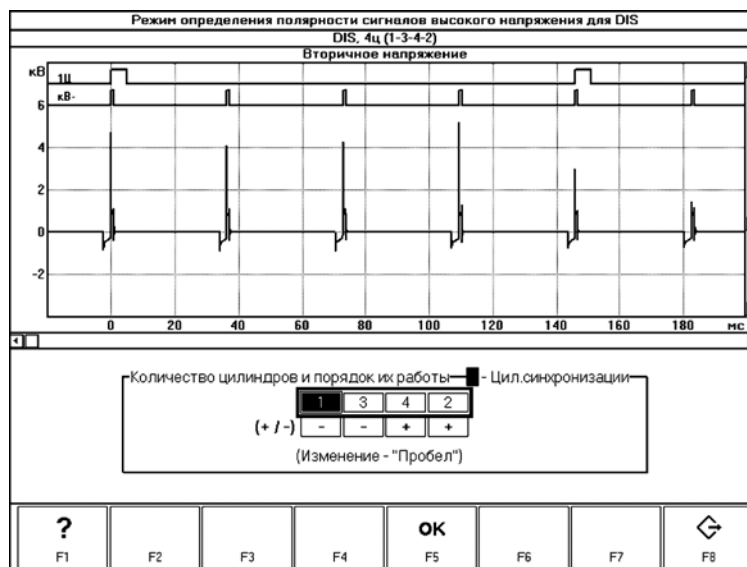 Режим определения полярности сигналов высокого напряжения для DIS
DIS, 4ц (1-3-4-2)
Вторичное напряжение
кВ
1Ц
кВ-
6
4
2
0
-2
0 20 40 60 80 100 120 140 160 180 мс
Количество цилиндров и порядок их работы - Цил.синхронизации
1 3 4 2
(+ / -) - - + +
(Изменение - "Пробел")
? OK
F1 F2 F3 F4 F5 F6 F7 F8